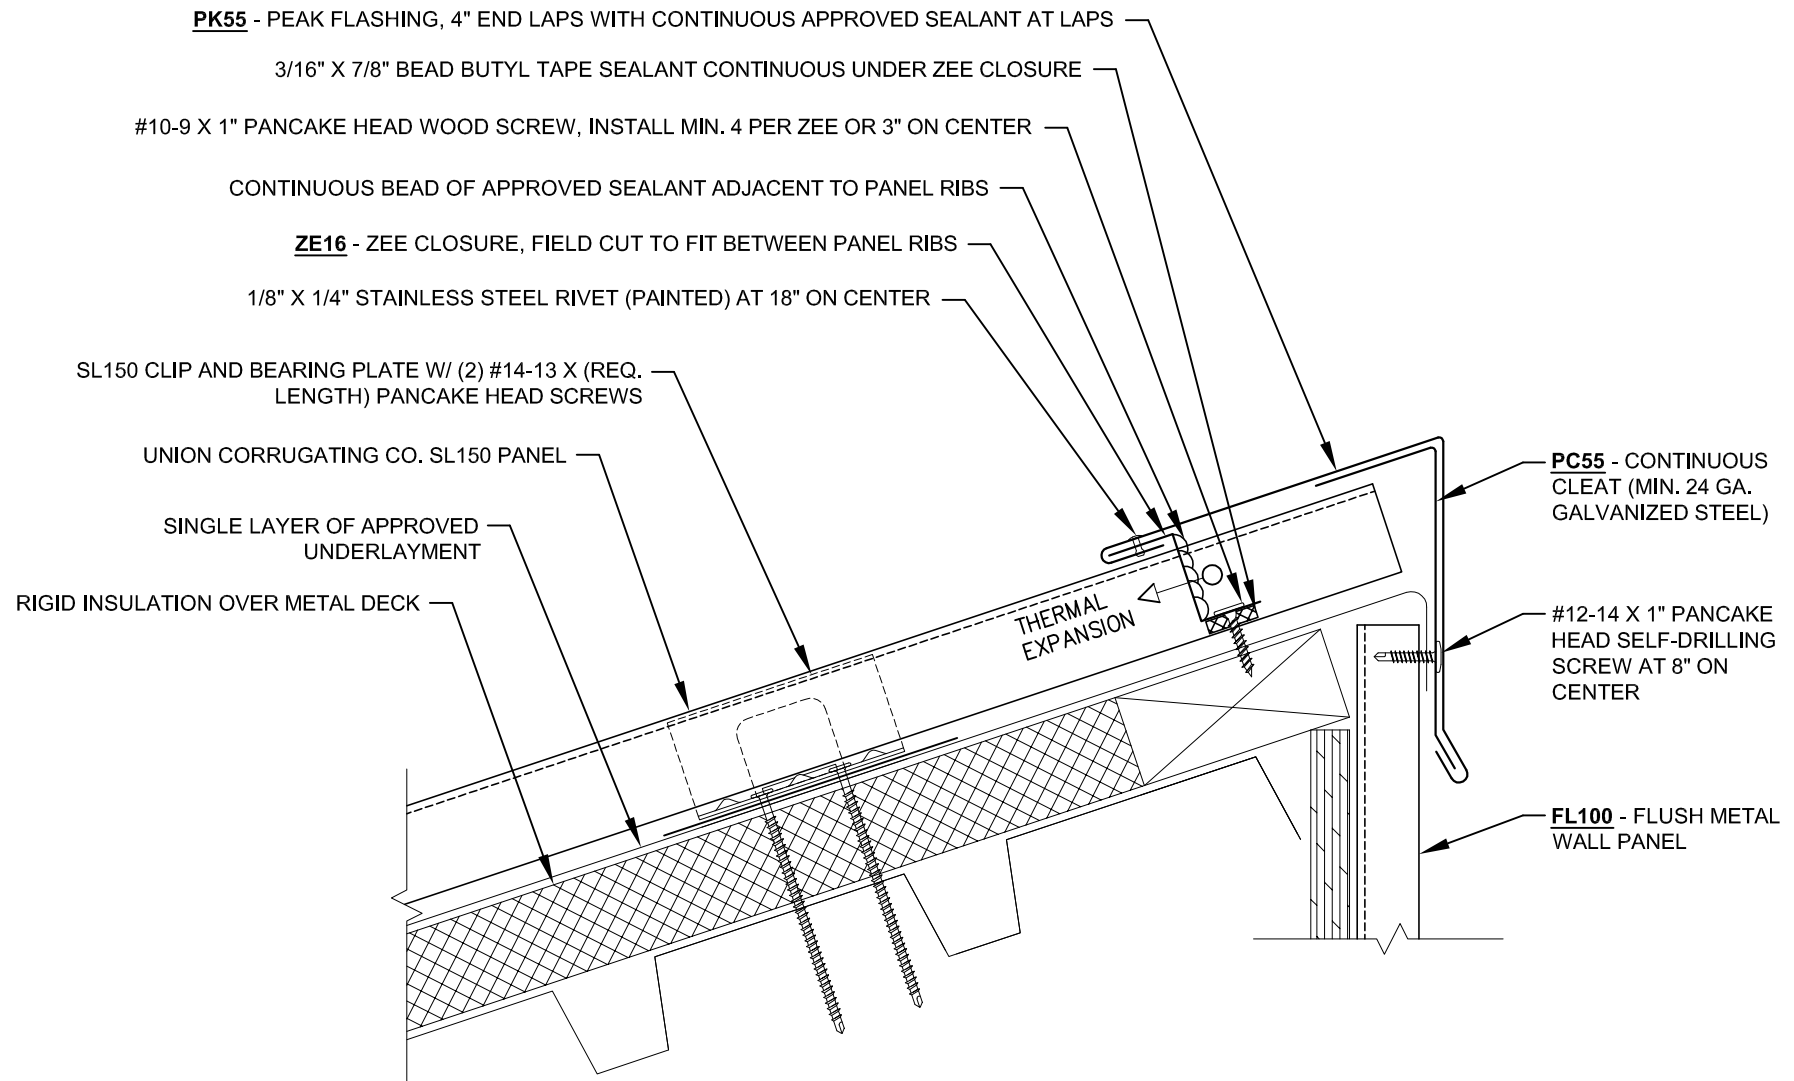 PK55 - PEAK FLASHING, 4" END LAPS WITH CONTINUOUS APPROVED SEALANT AT LAPS
3/16" X 7/8" BEAD BUTYL TAPE SEALANT CONTINUOUS UNDER ZEE CLOSURE
#10-9 X 1" PANCAKE HEAD WOOD SCREW, INSTALL MIN. 4 PER ZEE OR 3" ON CENTER
CONTINUOUS BEAD OF APPROVED SEALANT ADJACENT TO PANEL RIBS
ZE16 - ZEE CLOSURE, FIELD CUT TO FIT BETWEEN PANEL RIBS
1/8" X 1/4" STAINLESS STEEL RIVET (PAINTED) AT 18" ON CENTER
SL150 CLIP AND BEARING PLATE W/ (2) #14-13 X (REQ.
LENGTH) PANCAKE HEAD SCREWS
UNION CORRUGATING CO. SL150 PANEL
SINGLE LAYER OF APPROVED
UNDERLAYMENT
RIGID INSULATION OVER METAL DECK
THERMAL
EXPANSION
PC55 - CONTINUOUS
CLEAT (MIN. 24 GA.
GALVANIZED STEEL)
#12-14 X 1" PANCAKE
HEAD SELF-DRILLING
SCREW AT 8" ON
CENTER
FL100 - FLUSH METAL
WALL PANEL